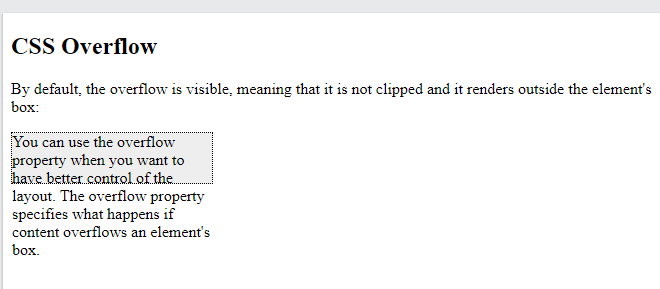 CSS Overflow
By default, the overflow is visible, meaning that it is not clipped and it renders outside the element's
box:
You can use the overflow
property when you want to
have better control of the
layout. The overflow property
specifies what happens if
content overflows an element's
box.